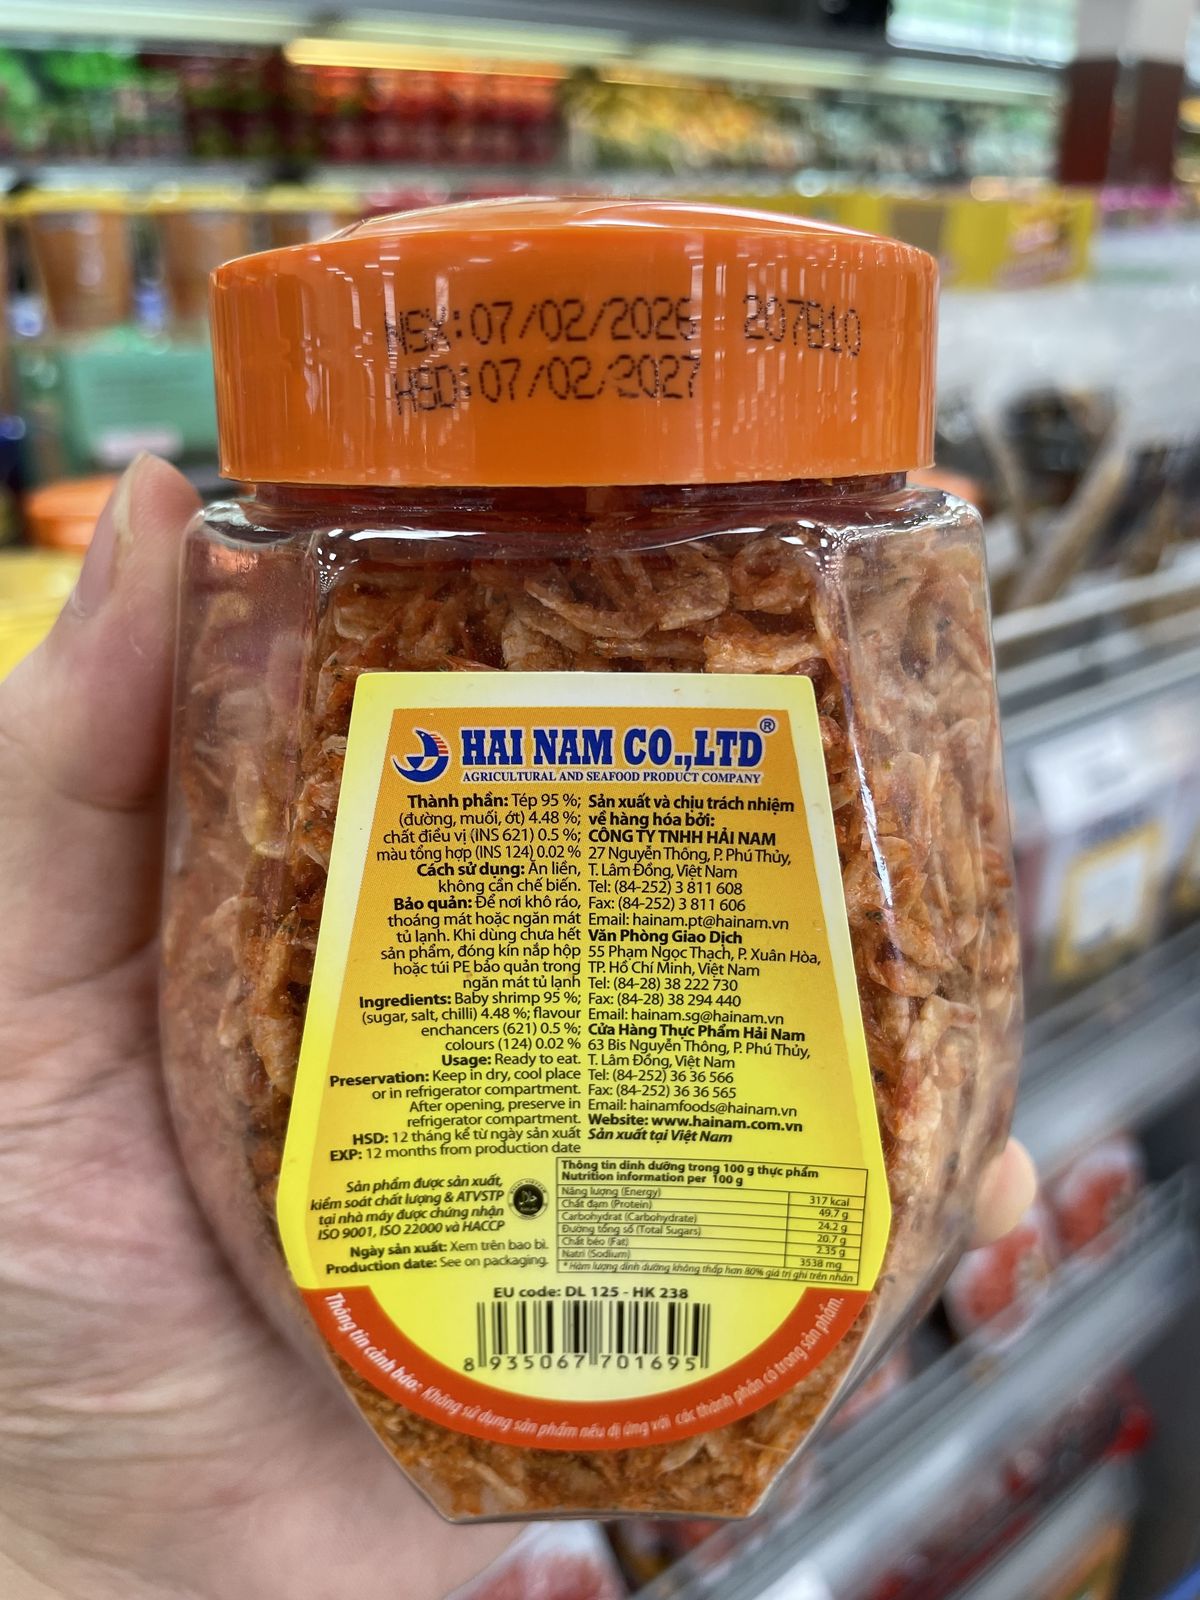 NSX: 07/02/2026 207B10
HSD: 07/02/2027
HAI NAM CO.,LTD ®
AGRICULTURAL AND SEAFOOD PRODUCT COMPANY
Thành phần: Tép 95 %;
(đường, muối, ớt) 4.48 %;
chất điều vị (INS 621) 0.5 %;
màu tổng hợp (INS 124) 0.02 %
Cách sử dụng: Ăn liền,
không cần chế biến.
Bảo quản: Để nơi khô ráo,
thoáng mát hoặc ngăn mát
tủ lạnh. Khi dùng chưa hết
sản phẩm, đóng kín nắp hộp
hoặc túi PE bảo quản trong
ngăn mát tủ lạnh
Ingredients: Baby shrimp 95 %;
(sugar, salt, chilli) 4.48 %; flavour
enchancers (621) 0.5 %;
colours (124) 0.02 %
Usage: Ready to eat.
Preservation: Keep in dry, cool place
or in refrigerator compartment.
After opening, preserve in
refrigerator compartment.
HSD: 12 tháng kể từ ngày sản xuất
EXP: 12 months from production date
Sản xuất và chịu trách nhiệm
về hàng hóa bởi:
CÔNG TY TNHH HẢI NAM
27 Nguyễn Thông, P. Phú Thủy,
T. Lâm Đồng, Việt Nam
Tel: (84-252) 3 811 608
Fax: (84-252) 3 811 606
Email: hainam.pt@hainam.vn
Văn Phòng Giao Dịch
55 Phạm Ngọc Thạch, P. Xuân Hòa,
TP. Hồ Chí Minh, Việt Nam
Tel: (84-28) 38 222 730
Fax: (84-28) 38 294 440
Email: hainam.sg@hainam.vn
Cửa Hàng Thực Phẩm Hải Nam
63 Bis Nguyễn Thông, P. Phú Thủy,
T. Lâm Đồng, Việt Nam
Tel: (84-252) 36 36 566
Fax: (84-252) 36 36 565
Email: hainamfoods@hainam.vn
Website: www.hainam.com.vn
Sản xuất tại Việt Nam
Sản phẩm được sản xuất,
kiểm soát chất lượng & ATVSTP
tại nhà máy được chứng nhận
ISO 9001, ISO 22000 và HACCP
Ngày sản xuất: Xem trên bao bì.
Production date: See on packaging.
Thông tin dinh dưỡng trong 100 g thực phẩm
Nutrition information per 100 g
Năng lượng (Energy) 317 kcal
Chất đạm (Protein) 49.7 g
Carbohydrat (Carbohydrate) 24.2 g
Đường tổng số (Total Sugars) 20.7 g
Chất béo (Fat) 2.35 g
Natri (Sodium) 3538 mg
* Hàm lượng dinh dưỡng không thấp hơn 80% giá trị ghi trên nhãn
EU code: DL 125 - HK 238
8 935067 701695
Thông tin cảnh báo: Không sử dụng sản phẩm nếu dị ứng với các thành phần có trong sản phẩm.